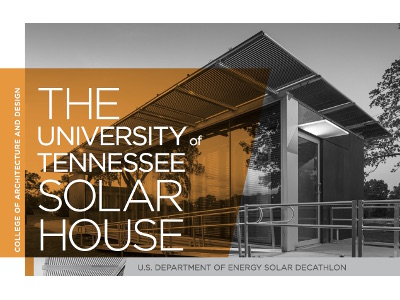 COLLEGE OF ARCHITECTURE AND DESIGN
THE
UNIVERSITY of
TENNESSEE
SOLAR
HOUSE
U.S. DEPARTMENT OF ENERGY SOLAR DECATHLON